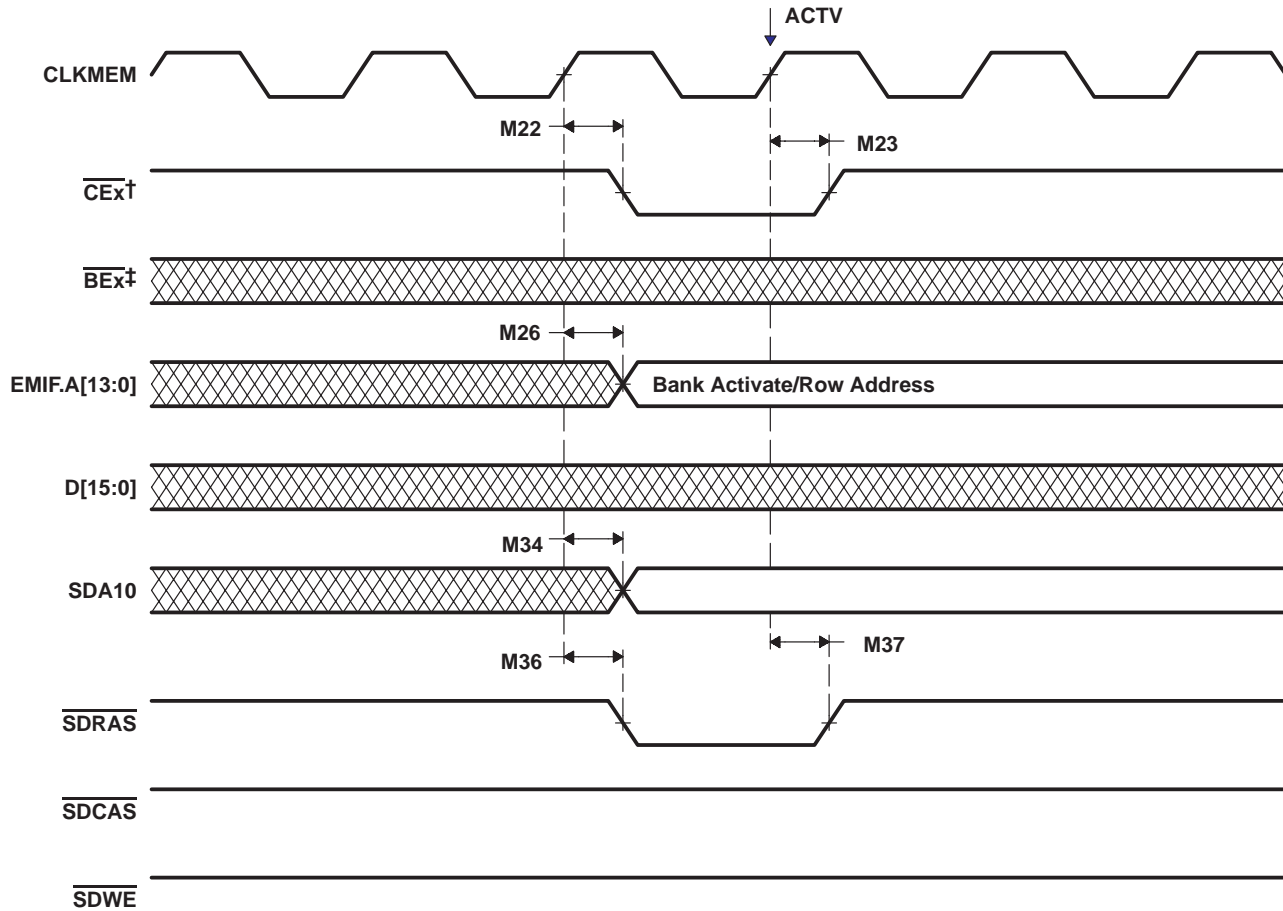 ACTV
CLKMEM
M22
M23
CEx†
BEx‡
M26
EMIF.A[13:0]
Bank Activate/Row Address
D[15:0]
M34
SDA10
M37
M36
SDRAS
SDCAS
SDWE